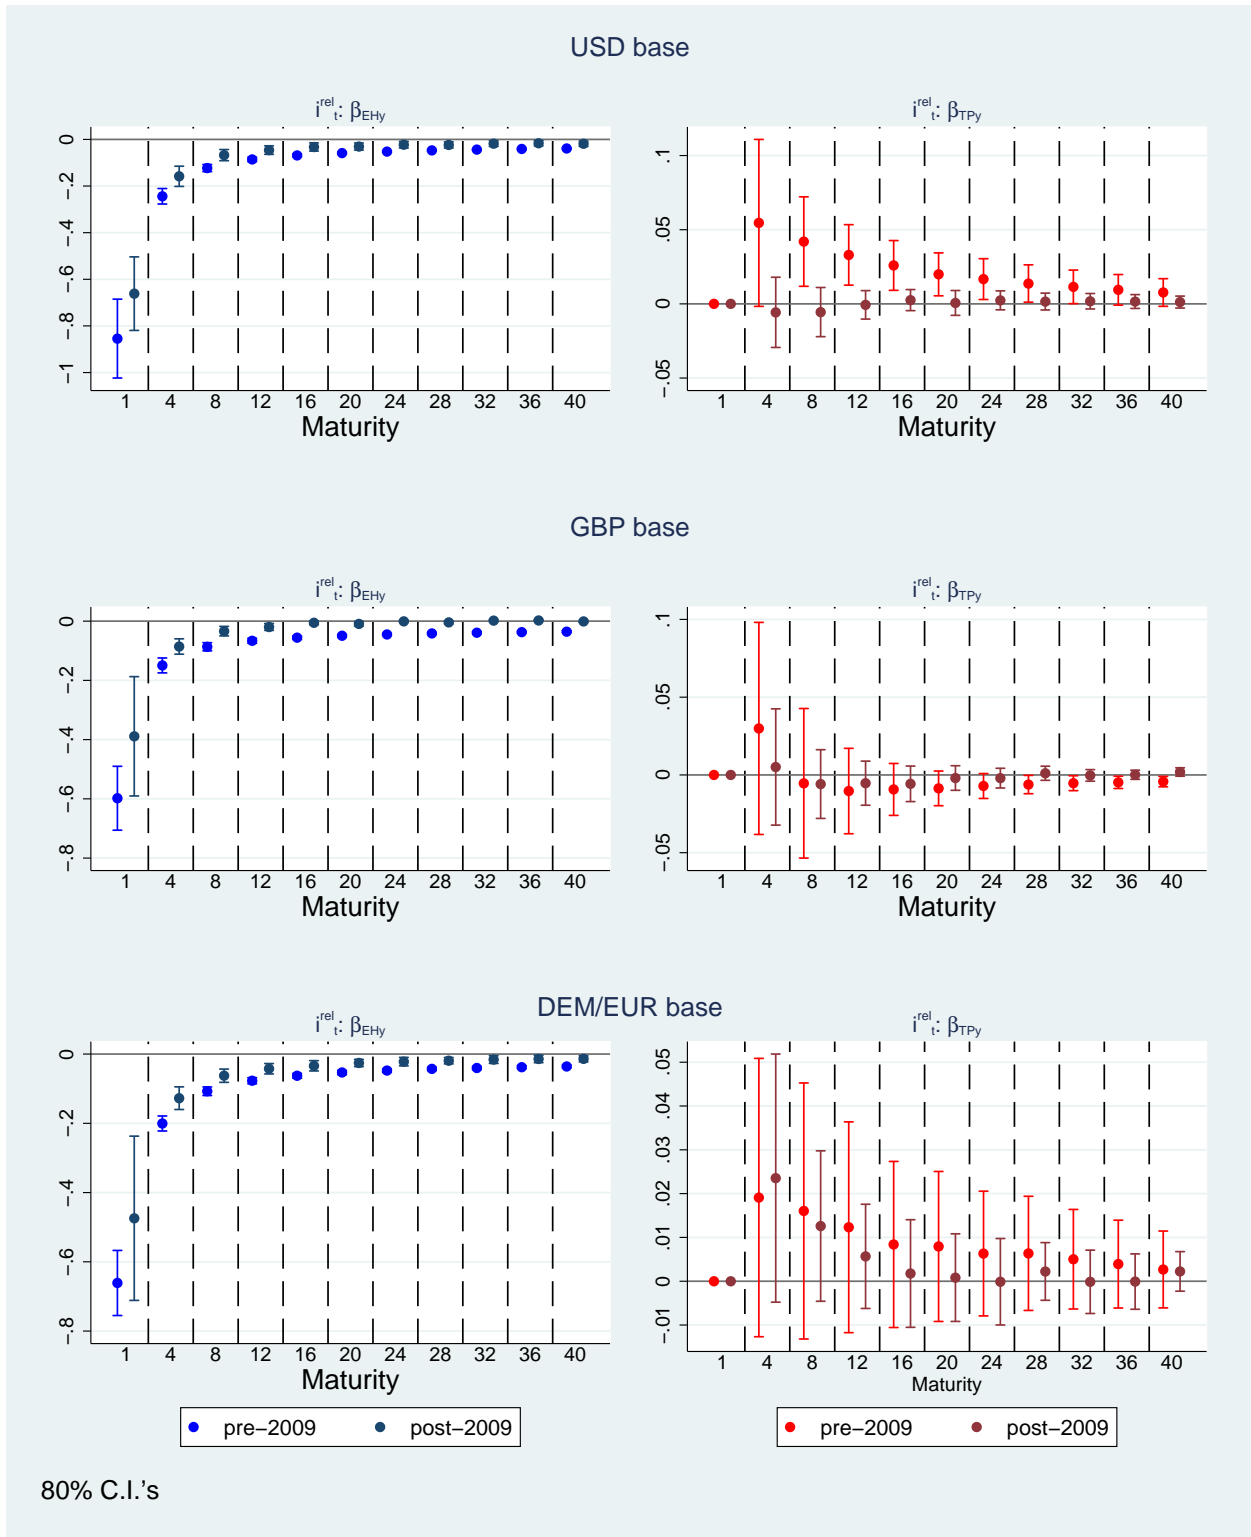 USD base
i^rel_t: β_EHy
i^rel_t: β_TPy
0
−.2
−.4
−.6
−.8
−1
1 4 8 12 16 20 24 28 32 36 40
Maturity
.1
.05
0
−.05
1 4 8 12 16 20 24 28 32 36 40
Maturity
GBP base
i^rel_t: β_EHy
i^rel_t: β_TPy
0
−.2
−.4
−.6
−.8
1 4 8 12 16 20 24 28 32 36 40
Maturity
.1
.05
0
−.05
1 4 8 12 16 20 24 28 32 36 40
Maturity
DEM/EUR base
i^rel_t: β_EHy
i^rel_t: β_TPy
0
−.2
−.4
−.6
−.8
1 4 8 12 16 20 24 28 32 36 40
Maturity
.05
.04
.03
.02
.01
0
−.01
1 4 8 12 16 20 24 28 32 36 40
Maturity
pre−2009 post−2009
pre−2009 post−2009
80% C.I.'s